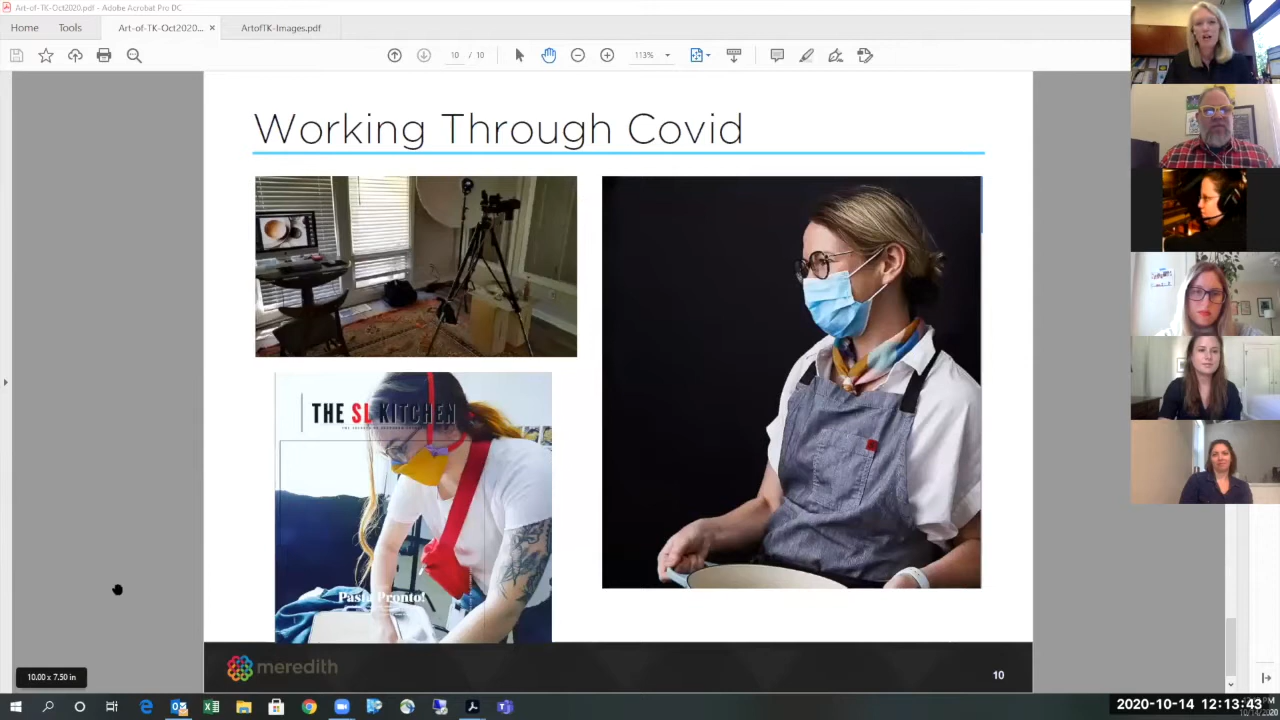 Art-of-TK-Oct2020.pdf - Adobe Acrobat Pro DC
Home Tools Art-of-TK-Oct2020... × ArtofTK-Images.pdf
10 / 10 113%
Working Through Covid
THE SL KITCHEN
Pasta Pronto!
meredith
10
10.00 x 7.50 in
2020-10-14 12:13:43